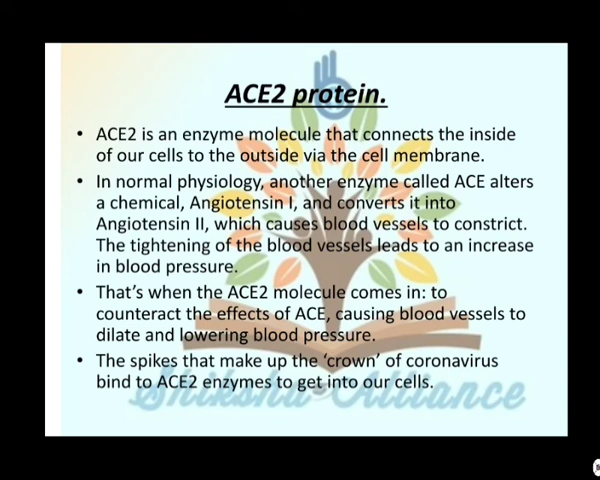 ACE2 protein.
• ACE2 is an enzyme molecule that connects the inside
of our cells to the outside via the cell membrane.
• In normal physiology, another enzyme called ACE alters
a chemical, Angiotensin I, and converts it into
Angiotensin II, which causes blood vessels to constrict.
The tightening of the blood vessels leads to an increase
in blood pressure.
• That's when the ACE2 molecule comes in: to
counteract the effects of ACE, causing blood vessels to
dilate and lowering blood pressure.
• The spikes that make up the ‘crown’ of coronavirus
bind to ACE2 enzymes to get into our cells.
Shiksha Alliance